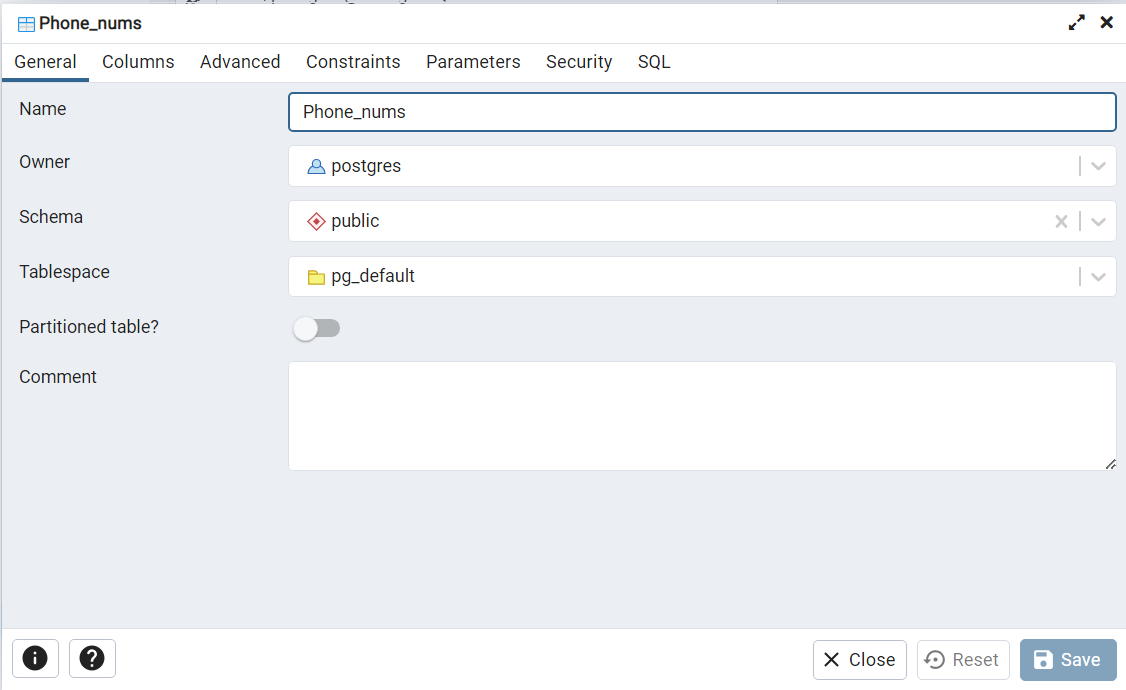 Phone_nums
General Columns Advanced Constraints Parameters Security SQL
Name Phone_nums
Owner postgres
Schema public
Tablespace pg_default
Partitioned table?
Comment
Close Reset Save